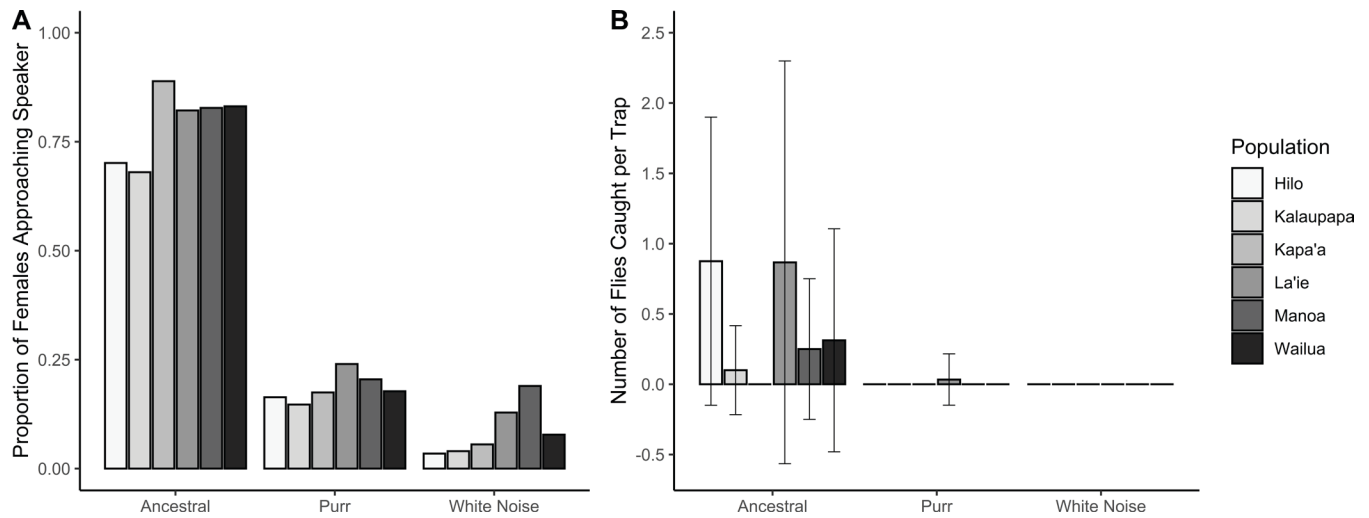 A
Proportion of Females Approaching Speaker
1.00
0.75
0.50
0.25
0.00
Ancestral
Purr
White Noise
B
Number of Flies Caught per Trap
2.5
2.0
1.5
1.0
0.5
0.0
-0.5
Ancestral
Purr
White Noise
Population
Hilo
Kalaupapa
Kapa'a
La'ie
Manoa
Wailua